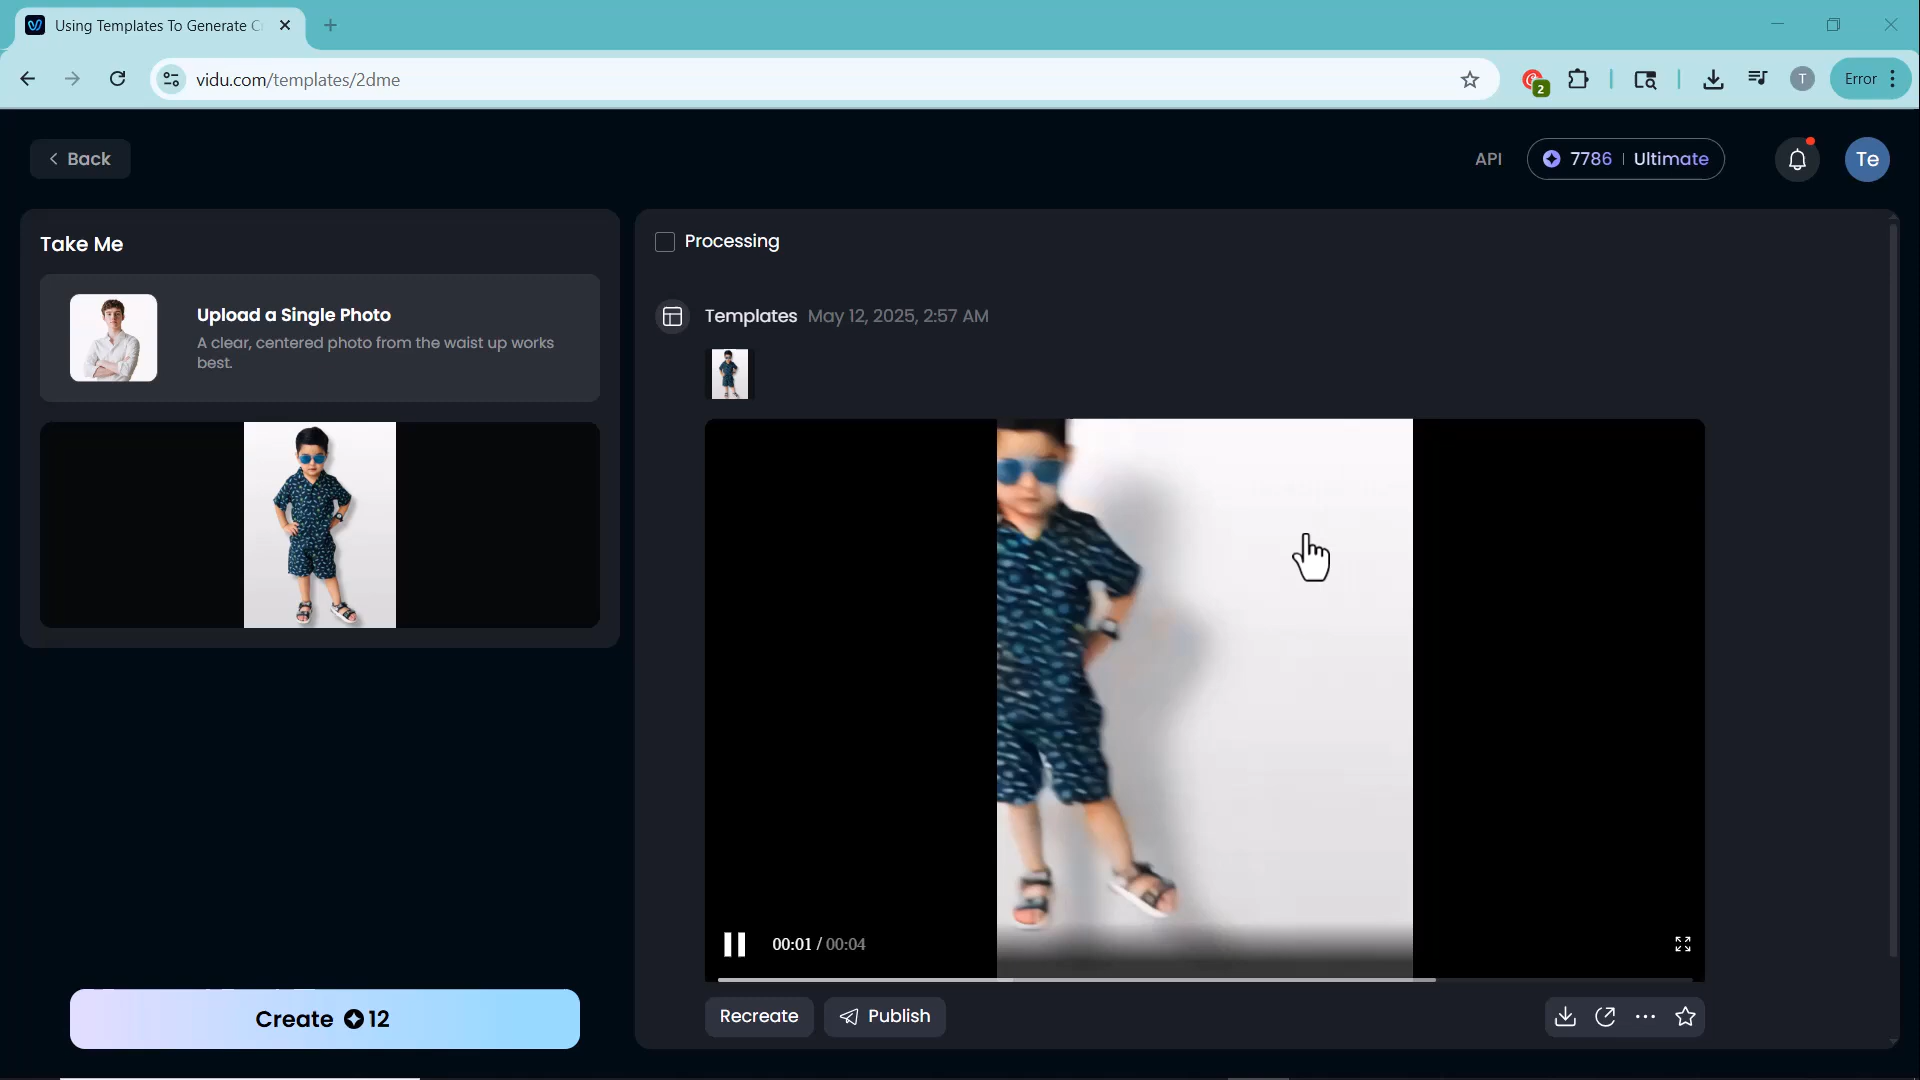 Using Templates To Generate C
vidu.com/templates/2dme
2
T
Error
Back
API
7786 | Ultimate
Te
Take Me
Upload a Single Photo
A clear, centered photo from the waist up works
best.
Processing
Templates May 12, 2025, 2:57 AM
00:01 / 00:04
Create 12
Recreate
Publish